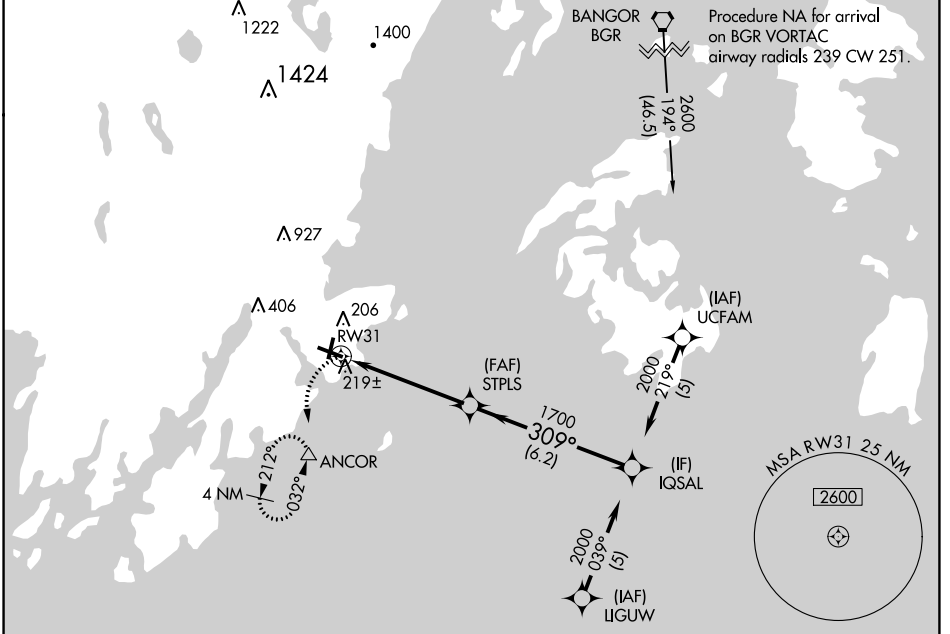 1222
1400
1424
BANGOR
BGR
Procedure NA for arrival
on BGR VORTAC
airway radials 239 CW 251.
2600
194°
(46.5)
927
406
206
RW31
219±
(IAF)
UCFAM
2000
219°
(5)
(FAF)
STPLS
1700
309°
(6.2)
(IF)
IQSAL
212°
032°
ANCOR
4 NM
2000
039°
(5)
(IAF)
LIGUW
MSA RW31 25 NM
2600